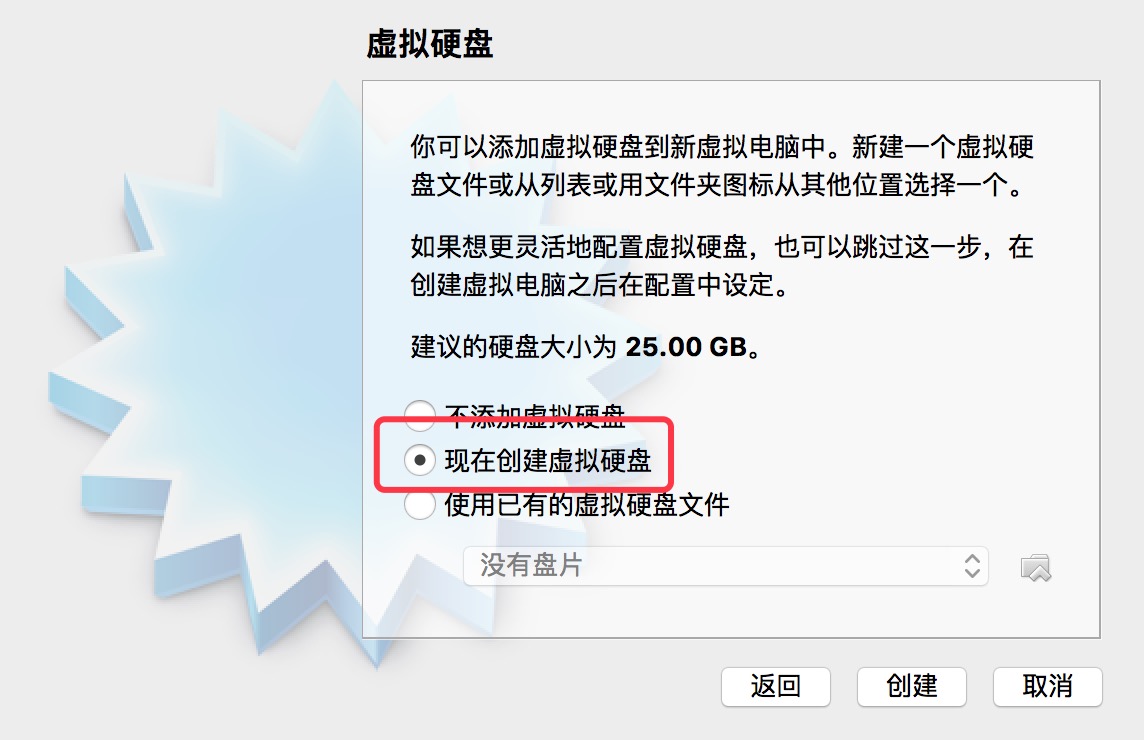 虚拟硬盘
你可以添加虚拟硬盘到新虚拟电脑中。新建一个虚拟硬
盘文件或从列表或用文件夹图标从其他位置选择一个。
如果想更灵活地配置虚拟硬盘，也可以跳过这一步，在
创建虚拟电脑之后在配置中设定。
建议的硬盘大小为 25.00 GB。
不添加虚拟硬盘
现在创建虚拟硬盘
使用已有的虚拟硬盘文件
没有盘片
返回 创建 取消